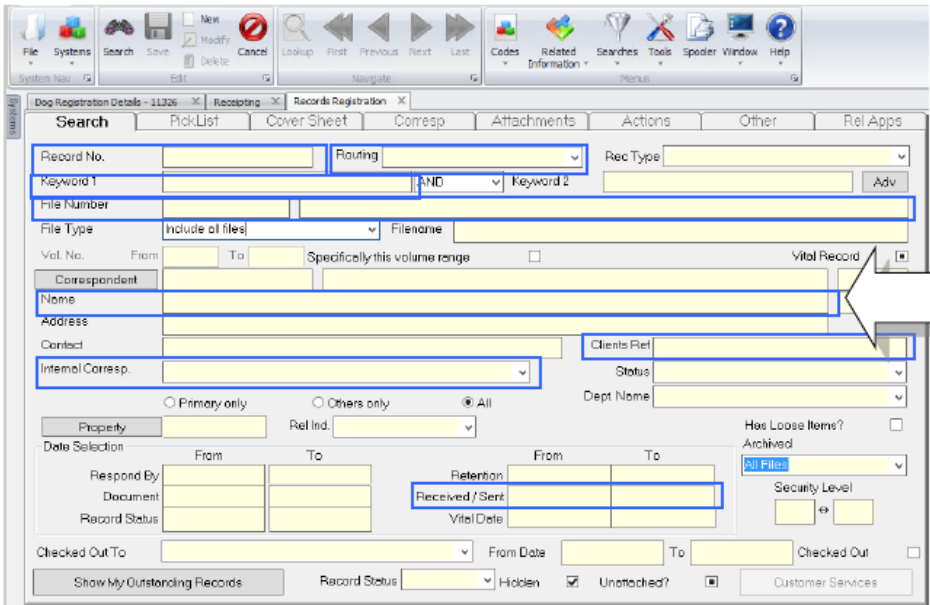 New
Modify
Delete
File Systems Search Save Cancel Lookup First Previous Next Last Codes Related Information Searches Tools Spooler Window Help
System Nav Edit Navigate Menus
Systems
Dog Registration Details - 11326 Receipting Records Registration
Search PickList Cover Sheet Corresp Attachments Actions Other Rel Apps
Record No. Routing Rec Type
Keyword 1 AND Keyword 2 Adv
File Number
File Type Include all files Filename
Vol. No. From To Specifically this volume range Vital Record
Correspondent
Name
Address
Contact Clients Ref
Internal Corresp. Status
Primary only Others only All Dept Name
Property Rel Ind. Has Loose Items?
Date Selection Archived
From To From To
All Files
Respond By Retention
Security Level
Document Received / Sent
Record Status Vital Date
Checked Out To From Date To Checked Out
Show My Outstanding Records Record Status Hidden Unattached? Customer Services